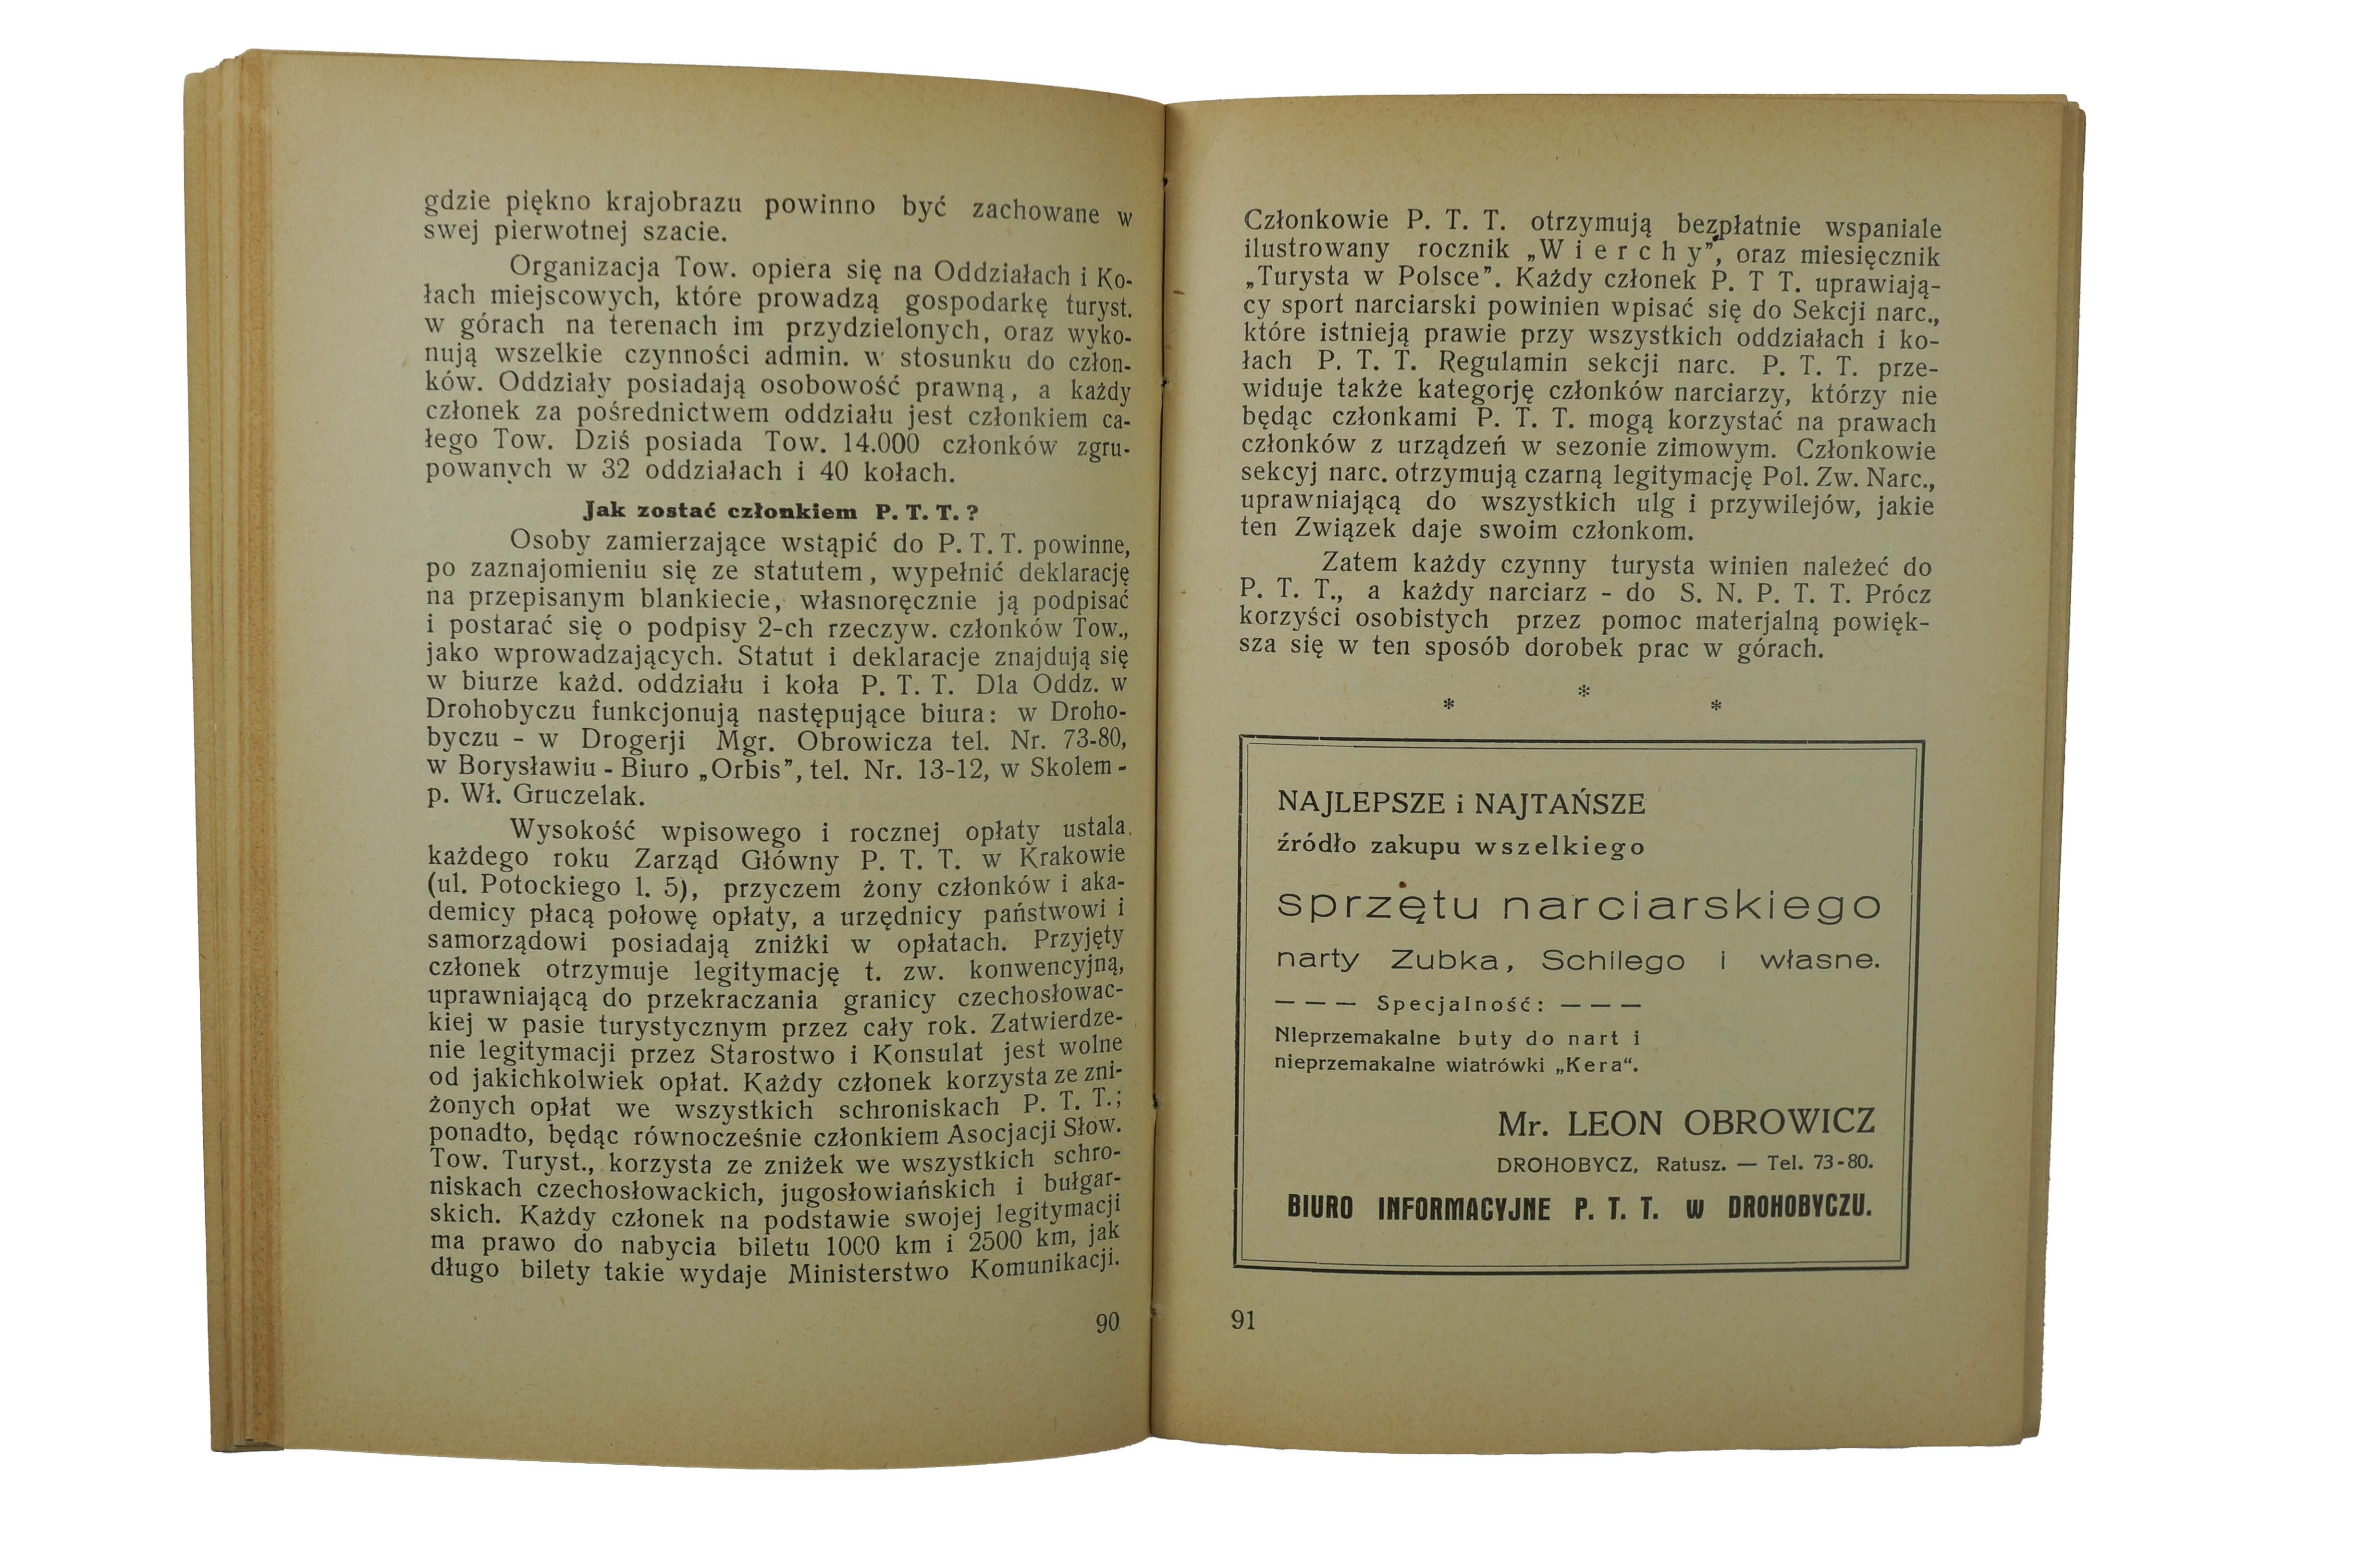 gdzie piękno krajobrazu powinno być zachowane w
swej pierwotnej szacie.
Organizacja Tow. opiera się na Oddziałach i Ko-
łach miejscowych, które prowadzą gospodarkę turyst.
w górach na terenach im przydzielonych, oraz wyko-
nują wszelkie czynności admin. w stosunku do człon-
ków. Oddziały posiadają osobowość prawną, a każdy
członek za pośrednictwem oddziału jest członkiem ca-
łego Tow. Dziś posiada Tow. 14.000 członków zgru-
powanych w 32 oddziałach i 40 kołach.
Jak zostać członkiem P. T. T. ?
Osoby zamierzające wstąpić do P. T. T. powinne,
po zaznajomieniu się ze statutem, wypełnić deklarację
na przepisanym blankiecie, własnoręcznie ją podpisać
i postarać się o podpisy 2-ch rzeczyw. członków Tow.,
jako wprowadzających. Statut i deklaracje znajdują się
w biurze każd. oddziału i koła P. T. T. Dla Oddz. w
Drohobyczu funkcjonują następujące biura: w Droho-
byczu - w Drogerji Mgr. Obrowicza tel. Nr. 73-80,
w Borysławiu - Biuro „Orbis”, tel. Nr. 13-12, w Skolem -
p. Wł. Gruczelak.
Wysokość wpisowego i rocznej opłaty ustala
każdego roku Zarząd Główny P. T. T. w Krakowie
(ul. Potockiego l. 5), przyczem żony członków i aka-
demicy płacą połowę opłaty, a urzędnicy państwowi i
samorządowi posiadają zniżki w opłatach. Przyjęty
członek otrzymuje legitymację t. zw. konwencyjną,
uprawniającą do przekraczania granicy czechosłowac-
kiej w pasie turystycznym przez cały rok. Zatwierdze-
nie legitymacji przez Starostwo i Konsulat jest wolne
od jakichkolwiek opłat. Każdy członek korzysta ze zni-
żonych opłat we wszystkich schroniskach P. T. T.;
ponadto, będąc równocześnie członkiem Asocjacji Słow.
Tow. Turyst., korzysta ze zniżek we wszystkich schro-
niskach czechosłowackich, jugosłowiańskich i bułgar-
skich. Każdy członek na podstawie swojej legitymacji
ma prawo do nabycia biletu 1000 km i 2500 km, jak
długo bilety takie wydaje Ministerstwo Komunikacji.
90
Członkowie P. T. T. otrzymują bezpłatnie wspaniale
ilustrowany rocznik „W i e r c h y”, oraz miesięcznik
„Turysta w Polsce”. Każdy członek P. T T. uprawiają-
cy sport narciarski powinien wpisać się do Sekcji narc.,
które istnieją prawie przy wszystkich oddziałach i ko-
łach P. T. T. Regulamin sekcji narc. P. T. T. prze-
widuje także kategorję członków narciarzy, którzy nie
będąc członkami P. T. T. mogą korzystać na prawach
członków z urządzeń w sezonie zimowym. Członkowie
sekcyj narc. otrzymują czarną legitymację Pol. Zw. Narc.,
uprawniającą do wszystkich ulg i przywilejów, jakie
ten Związek daje swoim członkom.
Zatem każdy czynny turysta winien należeć do
P. T. T., a każdy narciarz - do S. N. P. T. T. Prócz
korzyści osobistych przez pomoc materjalną powięk-
sza się w ten sposób dorobek prac w górach.
* * *
NAJLEPSZE i NAJTAŃSZE
źródło zakupu wszelkiego
sprzętu narciarskiego
narty Zubka, Schilego i własne.
— — — Specjalność: — — —
Nieprzemakalne buty do nart i
nieprzemakalne wiatrówki „Kera“.
Mr. LEON OBROWICZ
DROHOBYCZ, Ratusz. — Tel. 73-80.
BIURO INFORMACYJNE P. T. T. w DROHOBYCZU.
91